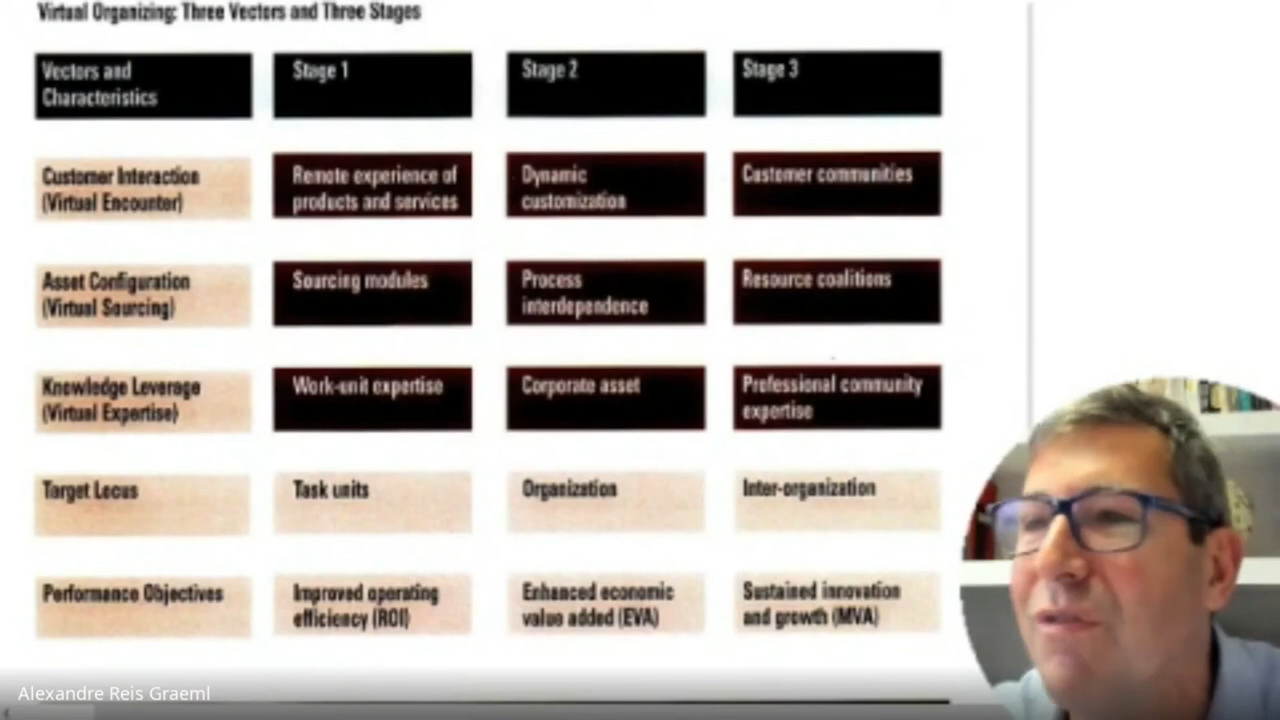 Virtual Organizing: Three Vectors and Three Stages
Vectors and
Characteristics
Stage 1
Stage 2
Stage 3
Customer Interaction
(Virtual Encounter)
Remote experience of
products and services
Dynamic
customization
Customer communities
Asset Configuration
(Virtual Sourcing)
Sourcing modules
Process
interdependence
Resource coalitions
Knowledge Leverage
(Virtual Expertise)
Work-unit expertise
Corporate asset
Professional community
expertise
Target Locus
Task units
Organization
Inter-organization
Performance Objectives
Improved operating
efficiency (ROI)
Enhanced economic
value added (EVA)
Sustained innovation
and growth (MVA)
Alexandre Reis Graeml